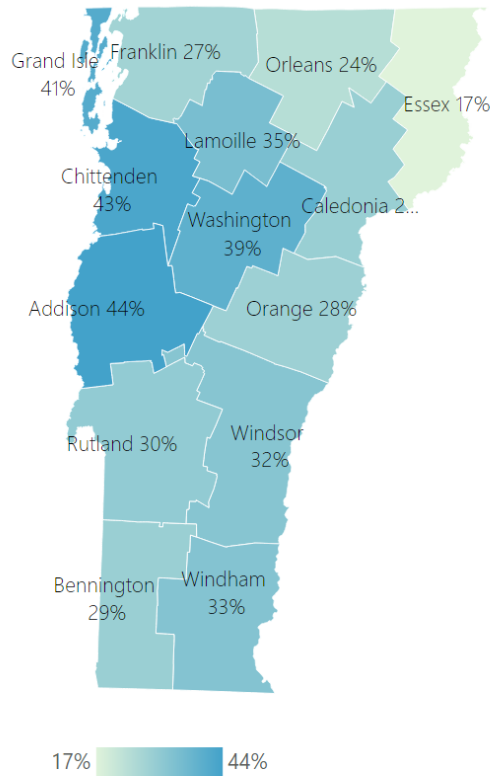 Franklin 27%
Grand Isle
41%
Orleans 24%
Essex 17%
Lamoille 35%
Chittenden
43%
Caledonia 2...
Washington
39%
Addison 44%
Orange 28%
Rutland 30%
Windsor
32%
Bennington
29%
Windham
33%
17%
44%